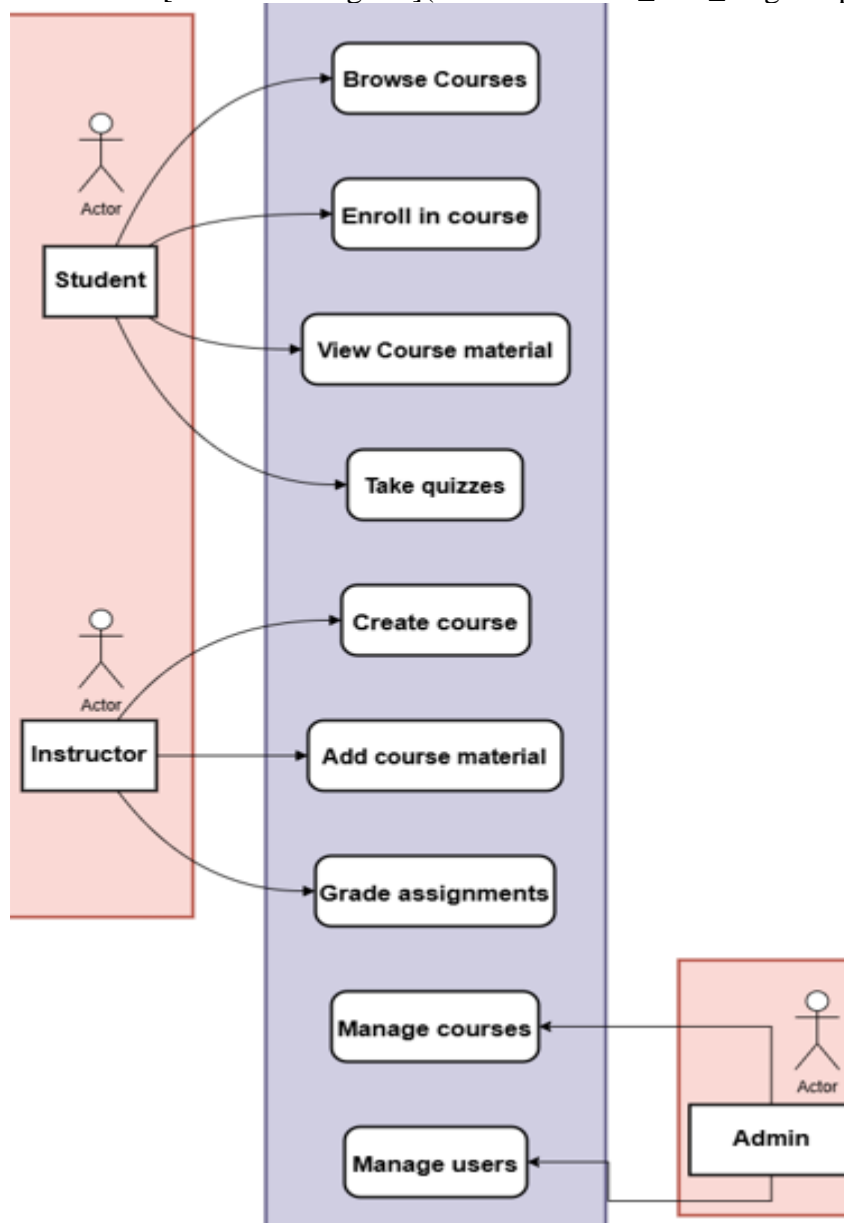 Browse Courses
Actor
Enroll in course
Student
View Course material
Take quizzes
Create course
Actor
Instructor
Add course material
Grade assignments
Manage courses
Actor
Admin
Manage users